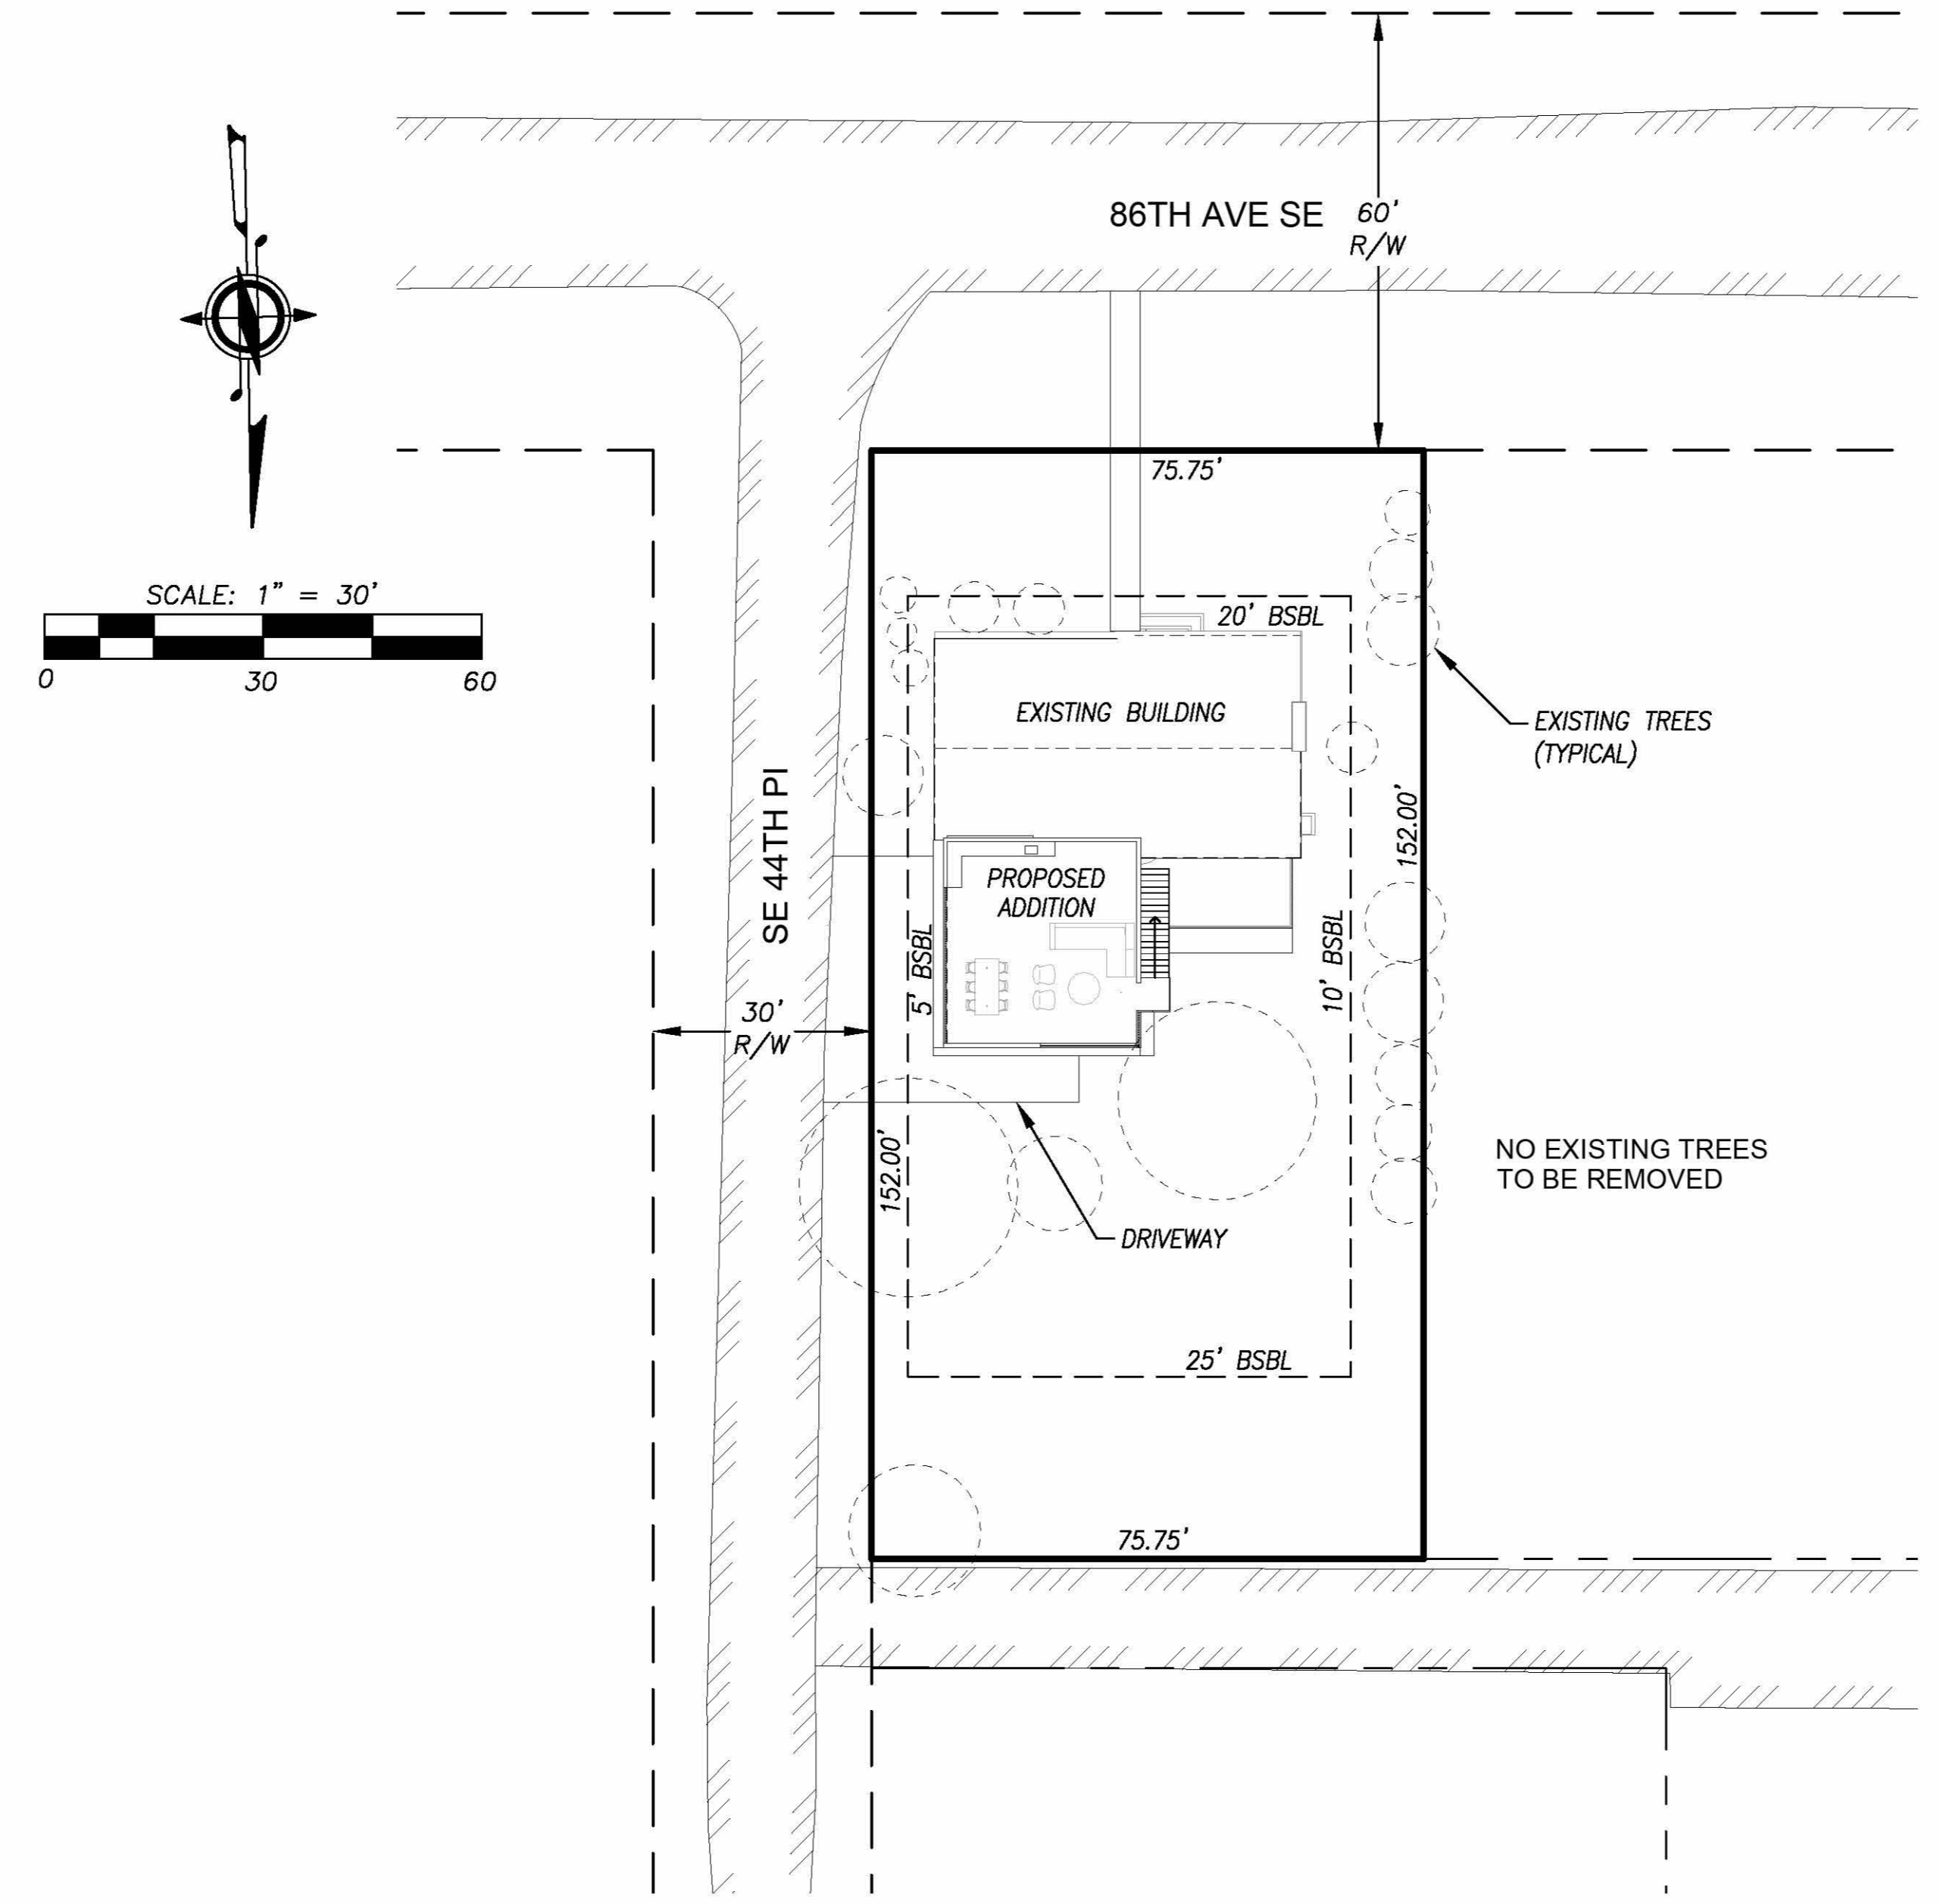 86TH AVE SE
60'
R/W
75.75'
SCALE: 1" = 30'
0 30 60
20' BSBL
EXISTING BUILDING
EXISTING TREES
(TYPICAL)
SE 44TH Pl
152.00'
PROPOSED
ADDITION
5' BSBL
10' BSBL
30'
R/W
152.00'
NO EXISTING TREES
TO BE REMOVED
DRIVEWAY
25' BSBL
75.75'